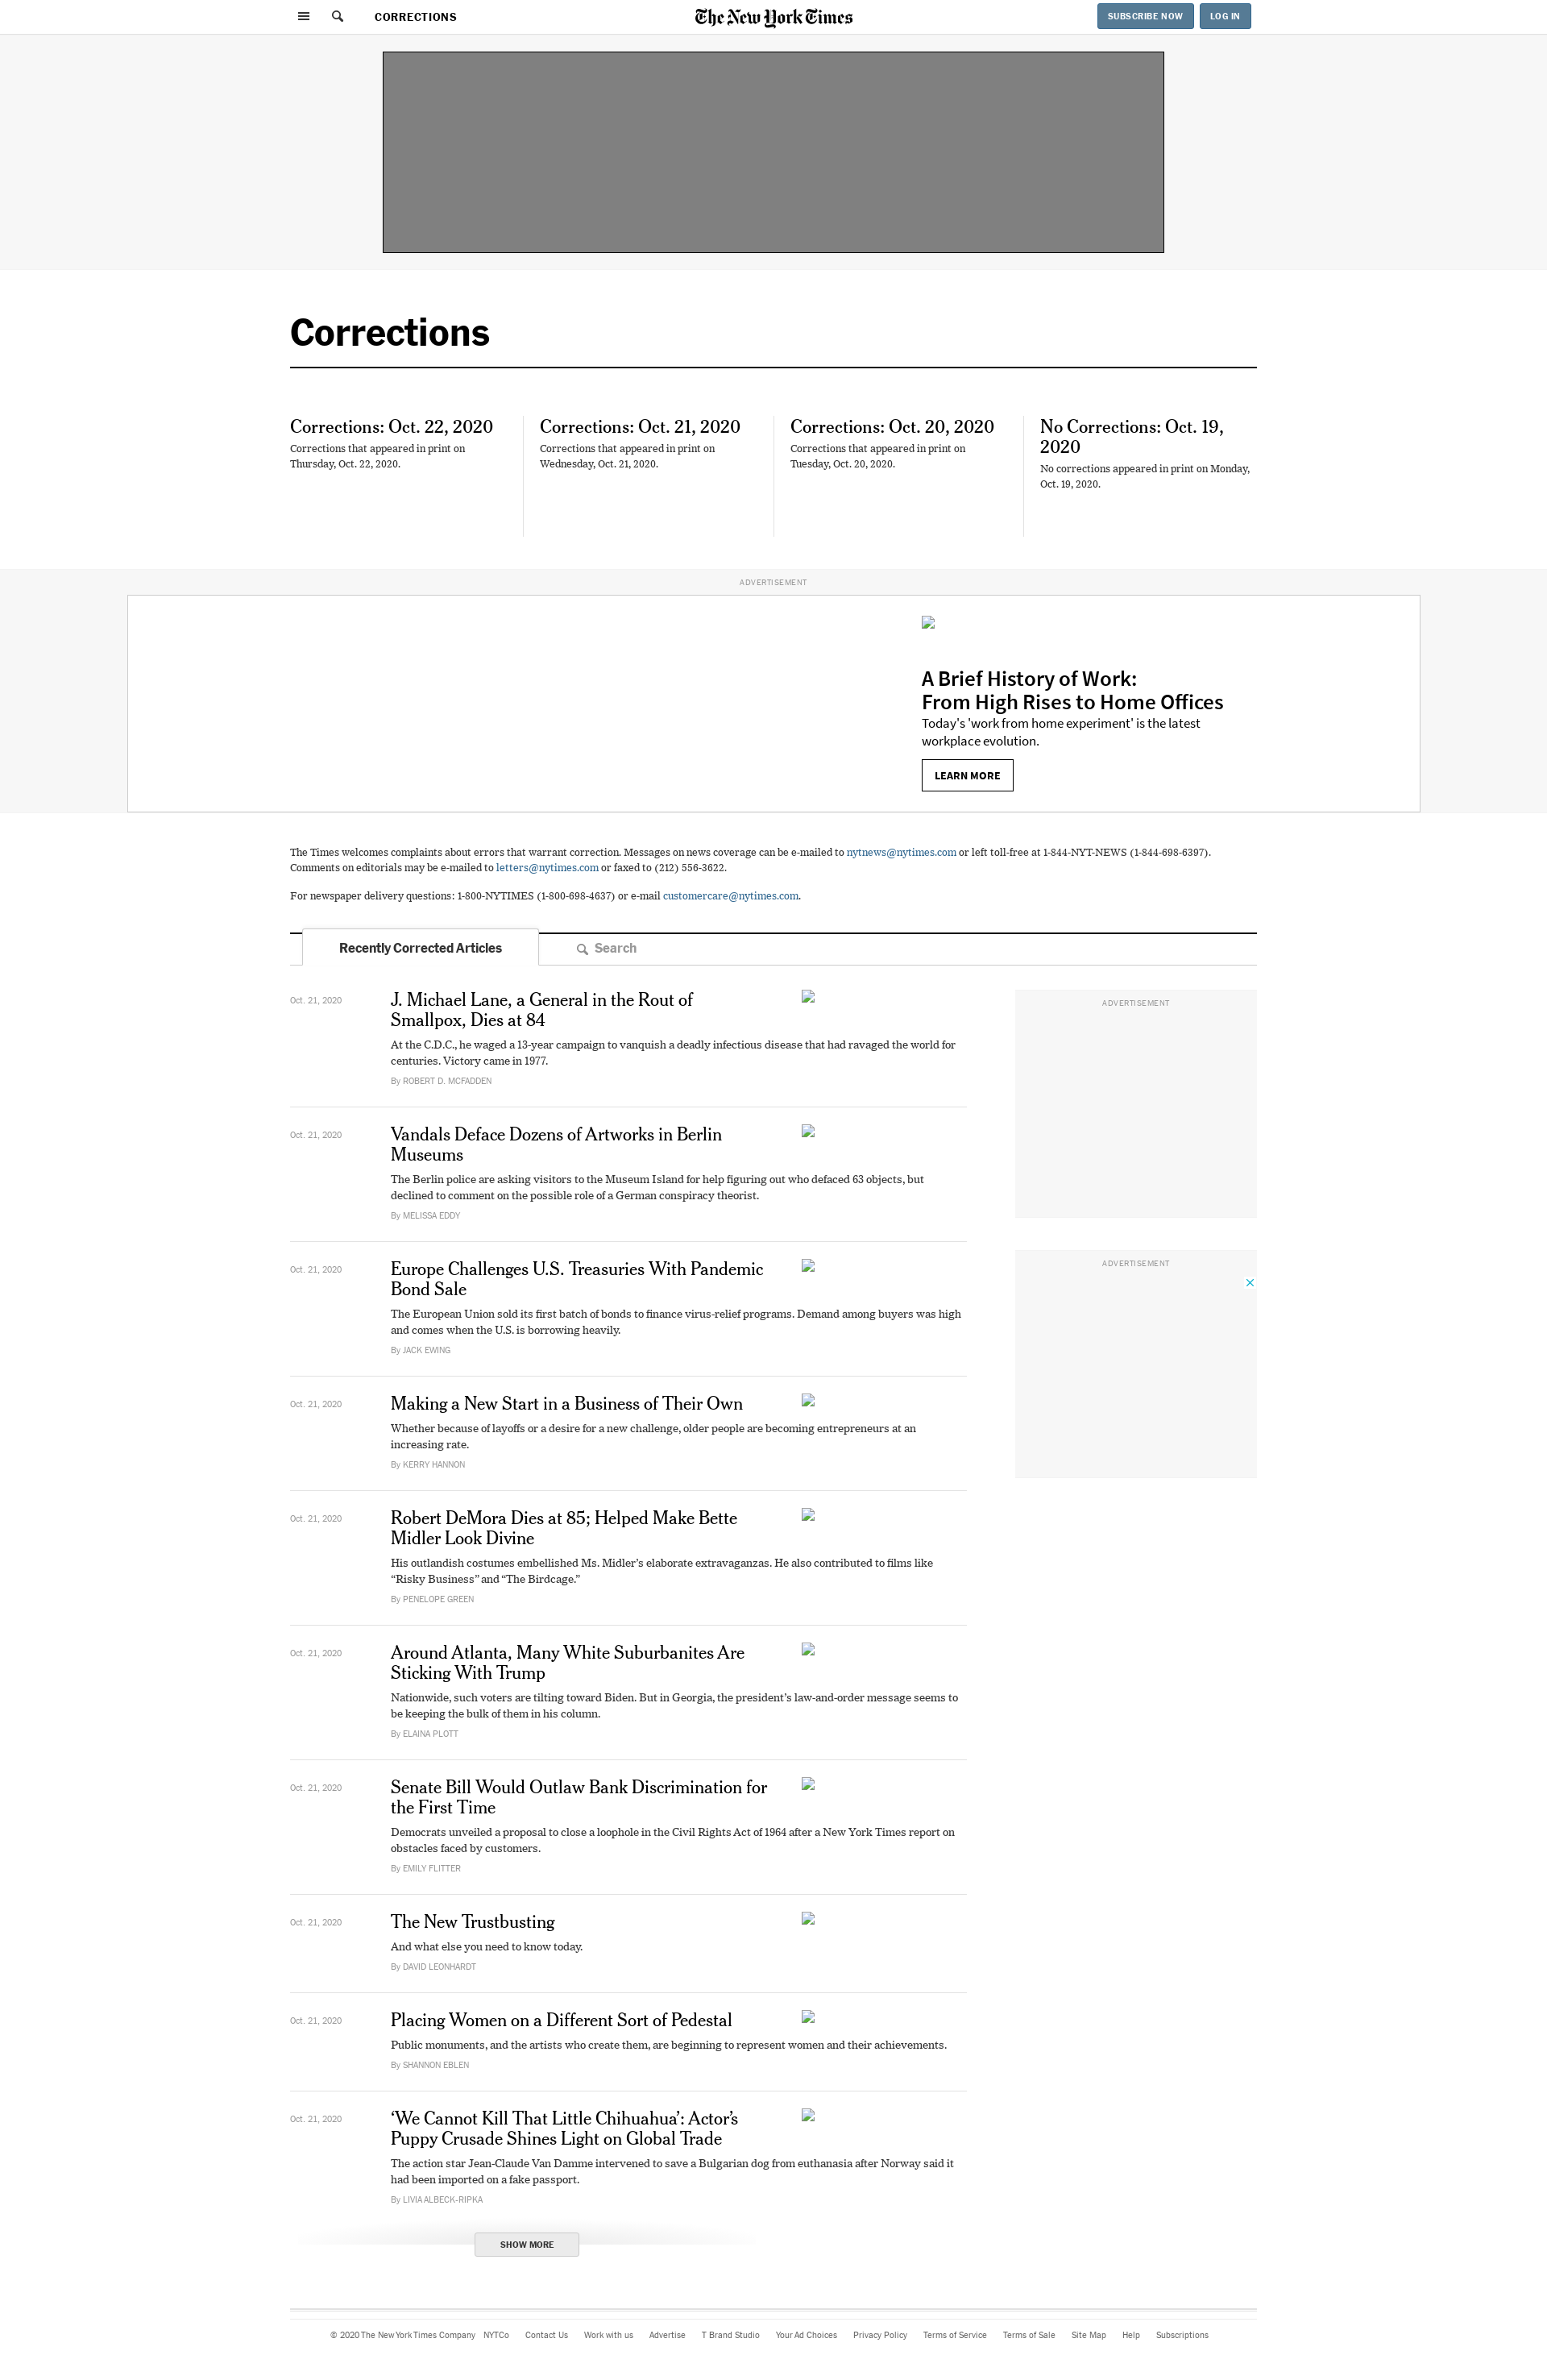 CORRECTIONS
The New York Times
SUBSCRIBE NOW
LOG IN
Corrections
Corrections: Oct. 22, 2020
Corrections that appeared in print on
Thursday, Oct. 22, 2020.
Corrections: Oct. 21, 2020
Corrections that appeared in print on
Wednesday, Oct. 21, 2020.
Corrections: Oct. 20, 2020
Corrections that appeared in print on
Tuesday, Oct. 20, 2020.
No Corrections: Oct. 19,
2020
No corrections appeared in print on Monday,
Oct. 19, 2020.
ADVERTISEMENT
A Brief History of Work:
From High Rises to Home Offices
Today's 'work from home experiment' is the latest
workplace evolution.
LEARN MORE
The Times welcomes complaints about errors that warrant correction. Messages on news coverage can be e-mailed to nytnews@nytimes.com or left toll-free at 1-844-NYT-NEWS (1-844-698-6397).
Comments on editorials may be e-mailed to letters@nytimes.com or faxed to (212) 556-3622.
For newspaper delivery questions: 1-800-NYTIMES (1-800-698-4637) or e-mail customercare@nytimes.com.
Recently Corrected Articles
Search
Oct. 21, 2020
J. Michael Lane, a General in the Rout of
Smallpox, Dies at 84
At the C.D.C., he waged a 13-year campaign to vanquish a deadly infectious disease that had ravaged the world for
centuries. Victory came in 1977.
By ROBERT D. MCFADDEN
ADVERTISEMENT
Oct. 21, 2020
Vandals Deface Dozens of Artworks in Berlin
Museums
The Berlin police are asking visitors to the Museum Island for help figuring out who defaced 63 objects, but
declined to comment on the possible role of a German conspiracy theorist.
By MELISSA EDDY
ADVERTISEMENT
Oct. 21, 2020
Europe Challenges U.S. Treasuries With Pandemic
Bond Sale
The European Union sold its first batch of bonds to finance virus-relief programs. Demand among buyers was high
and comes when the U.S. is borrowing heavily.
By JACK EWING
Oct. 21, 2020
Making a New Start in a Business of Their Own
Whether because of layoffs or a desire for a new challenge, older people are becoming entrepreneurs at an
increasing rate.
By KERRY HANNON
Oct. 21, 2020
Robert DeMora Dies at 85; Helped Make Bette
Midler Look Divine
His outlandish costumes embellished Ms. Midler’s elaborate extravaganzas. He also contributed to films like
“Risky Business” and “The Birdcage.”
By PENELOPE GREEN
Oct. 21, 2020
Around Atlanta, Many White Suburbanites Are
Sticking With Trump
Nationwide, such voters are tilting toward Biden. But in Georgia, the president’s law-and-order message seems to
be keeping the bulk of them in his column.
By ELAINA PLOTT
Oct. 21, 2020
Senate Bill Would Outlaw Bank Discrimination for
the First Time
Democrats unveiled a proposal to close a loophole in the Civil Rights Act of 1964 after a New York Times report on
obstacles faced by customers.
By EMILY FLITTER
Oct. 21, 2020
The New Trustbusting
And what else you need to know today.
By DAVID LEONHARDT
Oct. 21, 2020
Placing Women on a Different Sort of Pedestal
Public monuments, and the artists who create them, are beginning to represent women and their achievements.
By SHANNON EBLEN
Oct. 21, 2020
‘We Cannot Kill That Little Chihuahua’: Actor’s
Puppy Crusade Shines Light on Global Trade
The action star Jean-Claude Van Damme intervened to save a Bulgarian dog from euthanasia after Norway said it
had been imported on a fake passport.
By LIVIA ALBECK-RIPKA
SHOW MORE
© 2020 The New York Times Company NYTCo Contact Us Work with us Advertise T Brand Studio Your Ad Choices Privacy Policy Terms of Service Terms of Sale Site Map Help Subscriptions